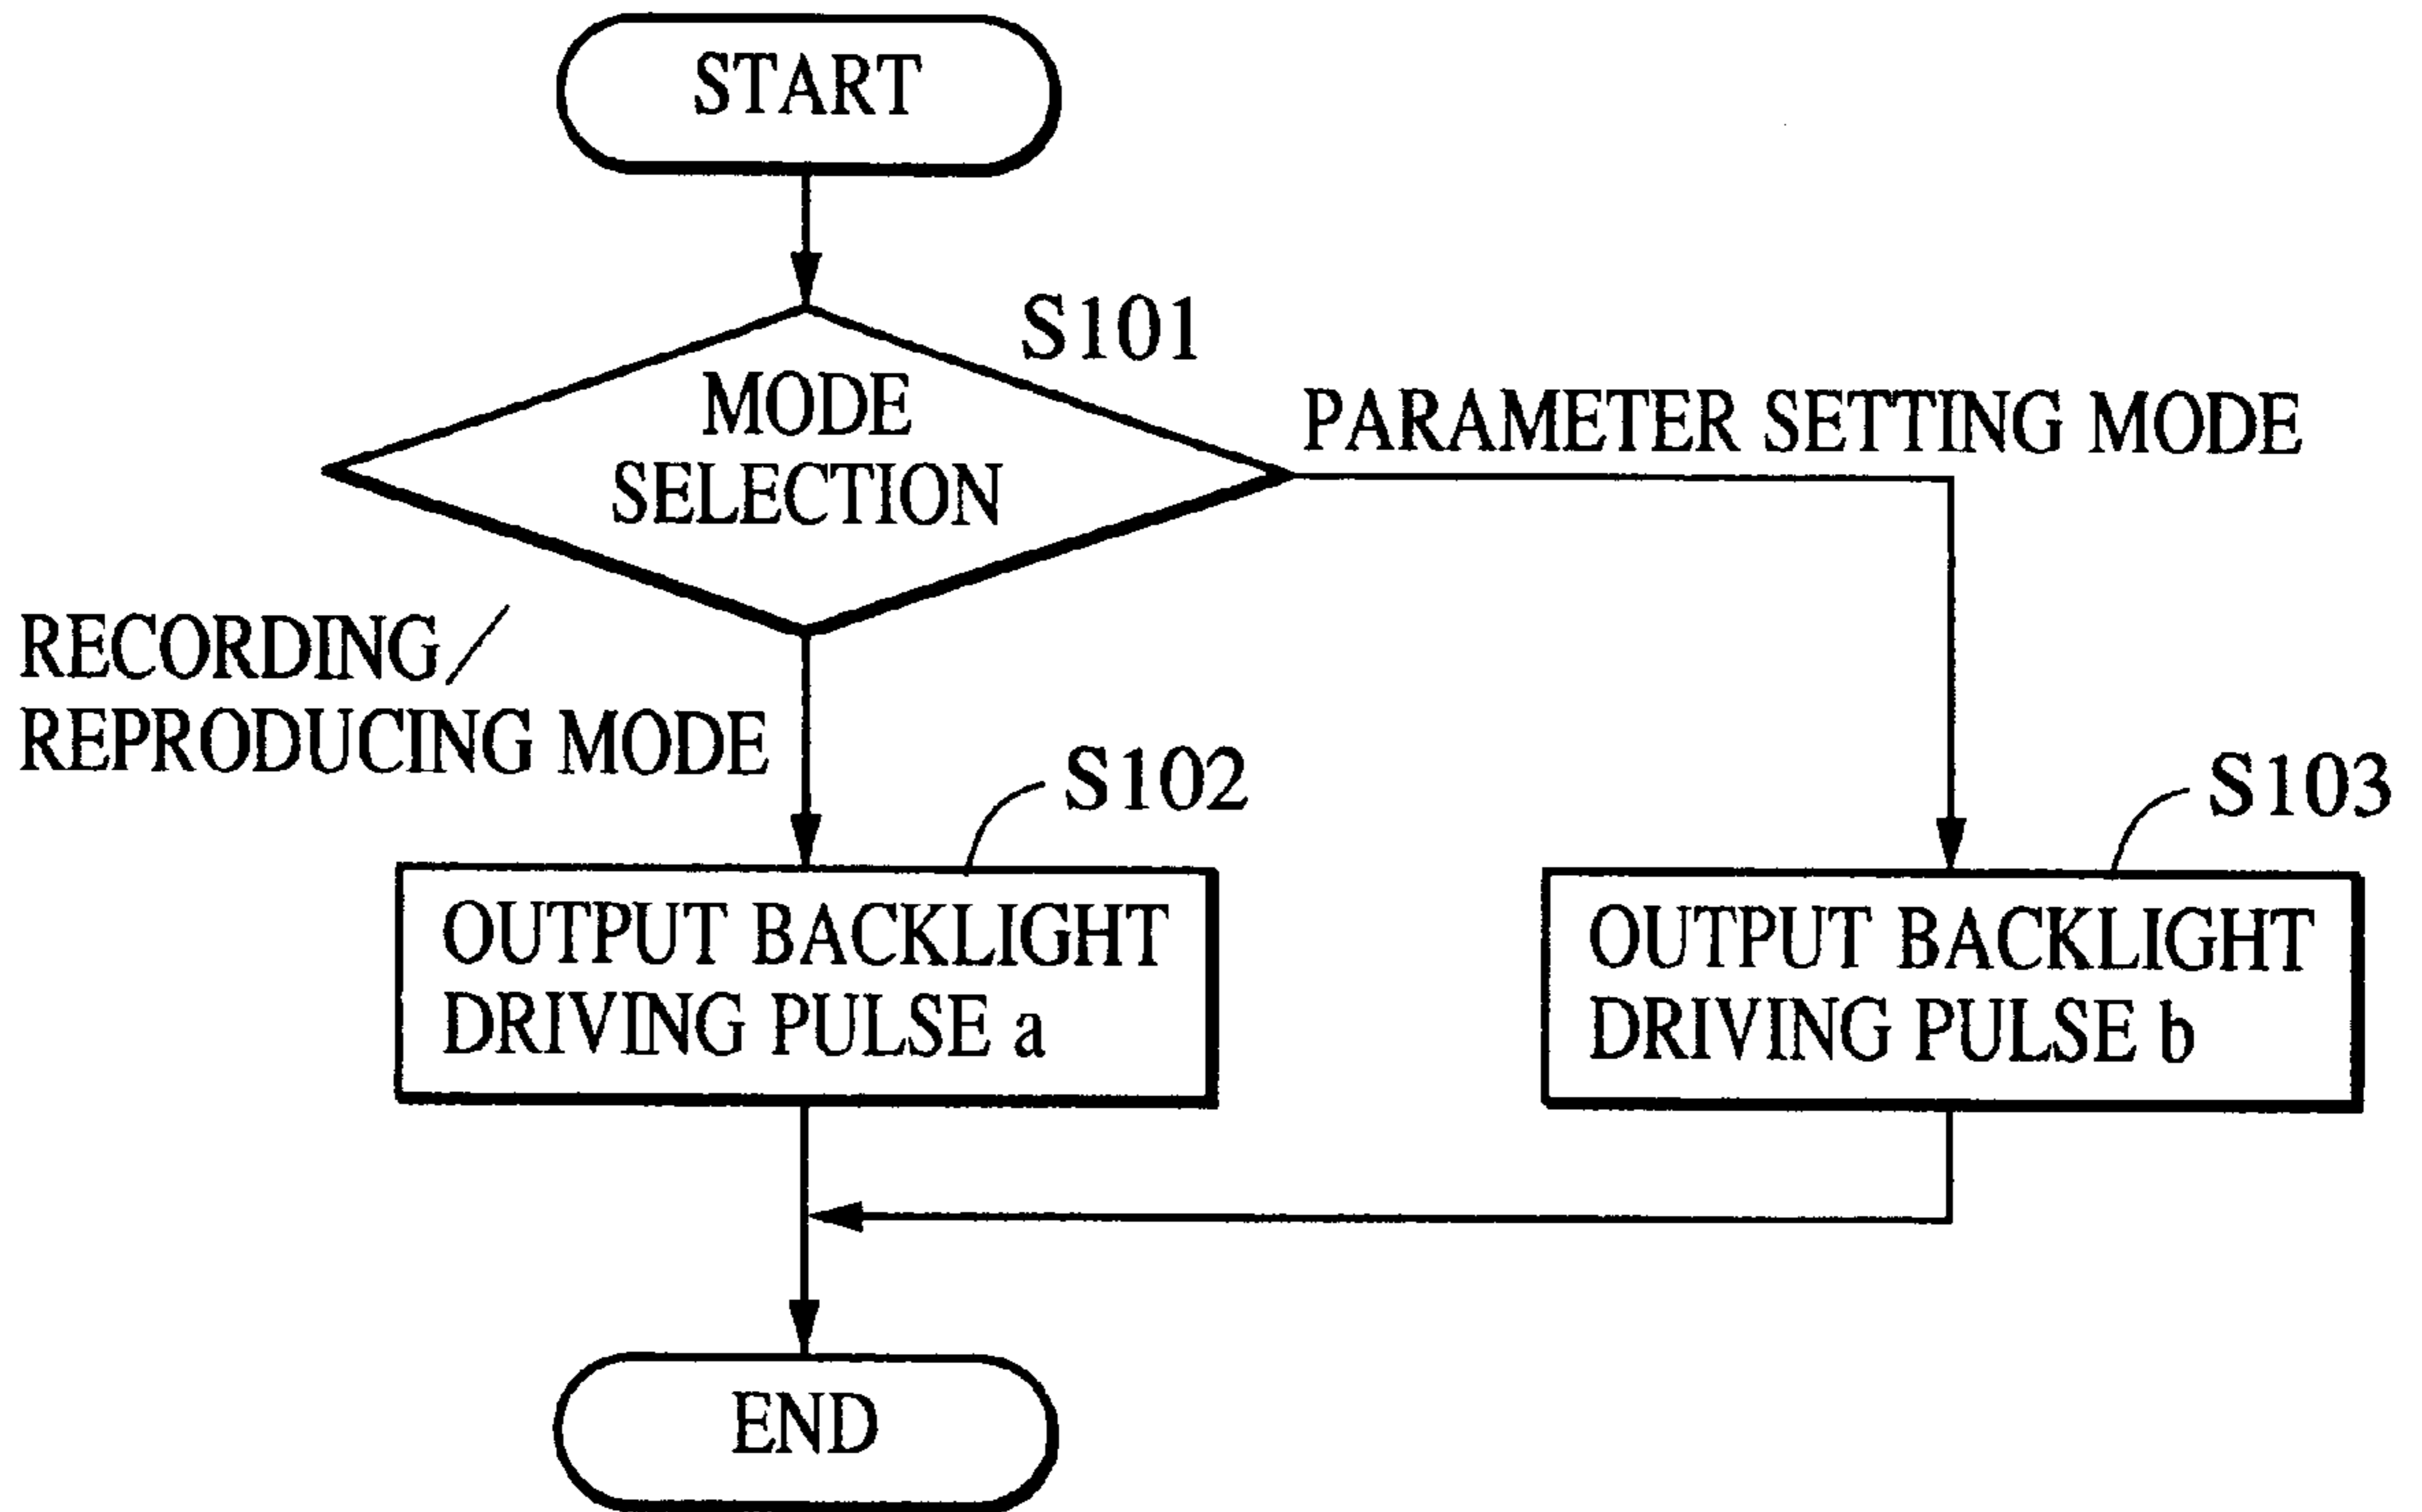 START
S101
MODE
SELECTION
PARAMETER SETTING MODE
RECORDING/
REPRODUCING MODE
S102
OUTPUT BACKLIGHT
DRIVING PULSE a
S103
OUTPUT BACKLIGHT
DRIVING PULSE b
END